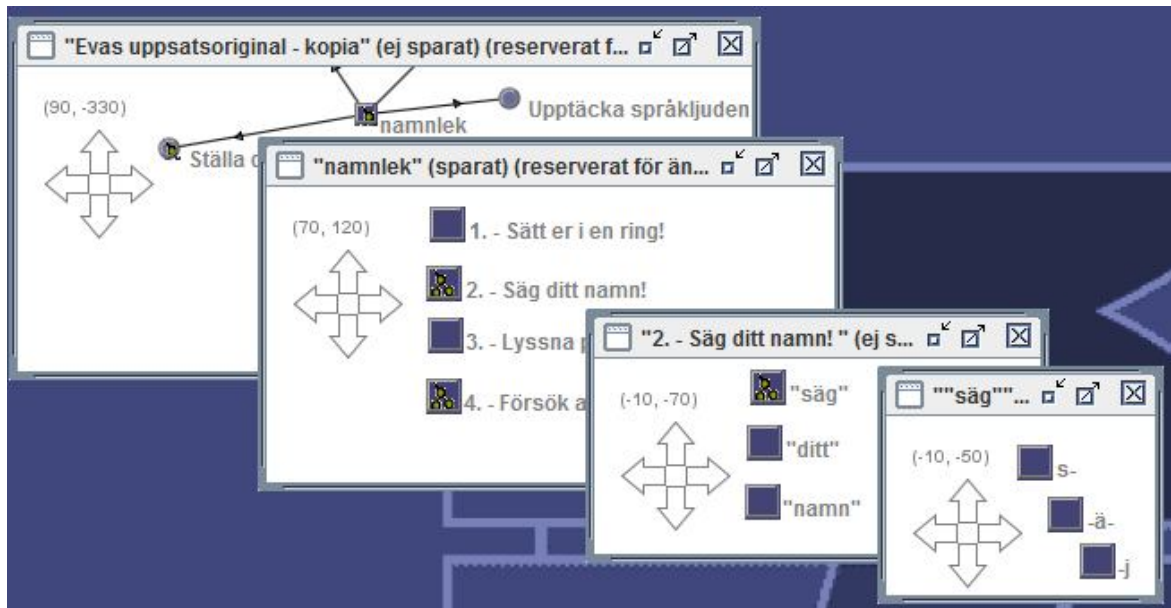 "Evas uppsatsoriginal - kopia" (ej sparat) (reserverat f...
(90, -330)
namnlek
Upptäcka språkljuden
Ställa
"namnlek" (sparat) (reserverat för än...
(70, 120)
1. - Sätt er i en ring!
2. - Säg ditt namn!
3. - Lyssna
4. - Försök a
"2. - Säg ditt namn! " (ej s...
(-10, -70)
"säg"
"ditt"
"namn"
""säg""...
(-10, -50)
s-
-ä-
-j